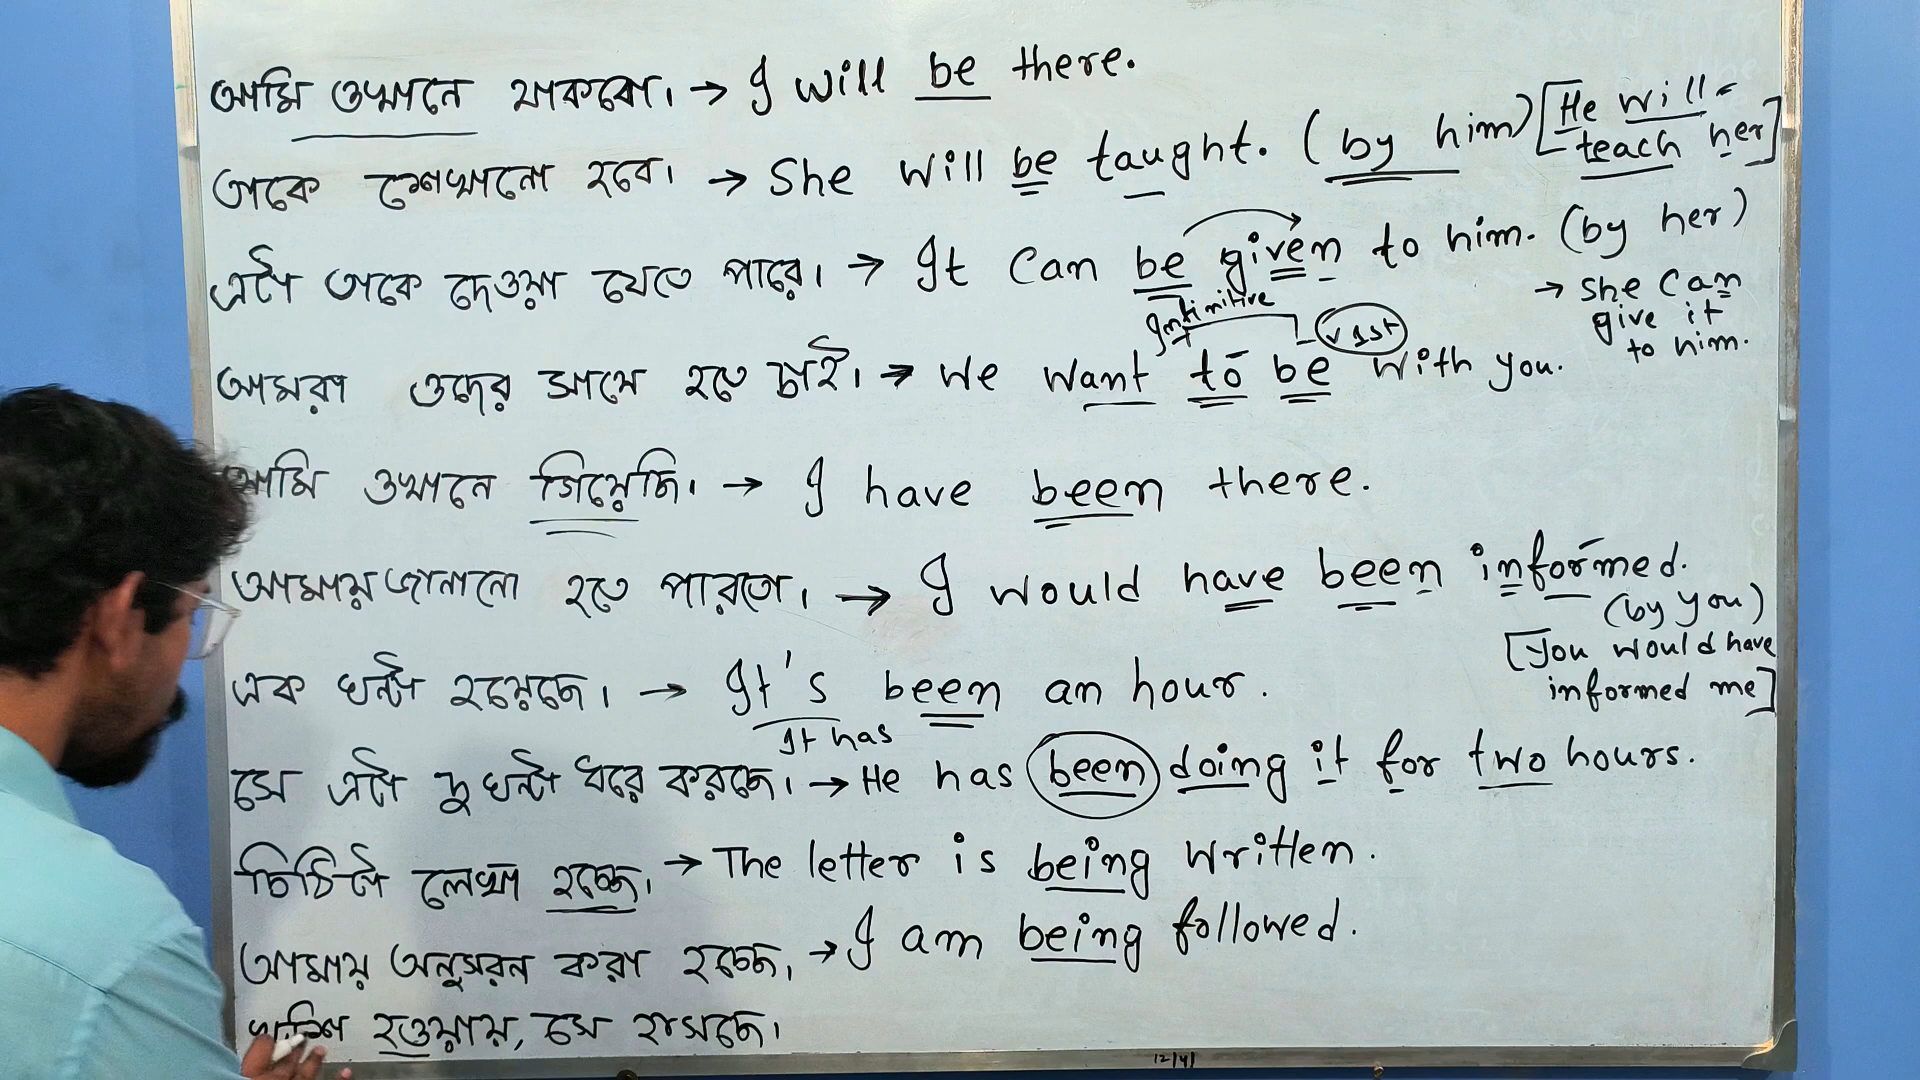 আমি ওখানে থাকবো। → I will be there.
তাকে শেখানো হবে। → She will be taught. (by him) [He will teach her]
এটা তাকে দেওয়া যেতে পারে। → It can be given to him. (by her)
→ She can give it to him.
Infinitive
V1st
আমরা ওদের সাথে হতে চাই। → We want to be with you.
আমি ওখানে গিয়েছি। → I have been there.
আমায় জানানো হতে পারতো। → I would have been informed.
(by you)
[You would have informed me]
এক ঘন্টা হয়েছে। → It's been an hour.
It has
সে এটা দু ঘন্টা ধরে করছে। → He has been doing it for two hours.
চিঠিটা লেখা হচ্ছে। → The letter is being written.
আমায় অনুসরন করা হচ্ছে। → I am being followed.
খুশি হওয়ায়, সে হাসছে।
12/41